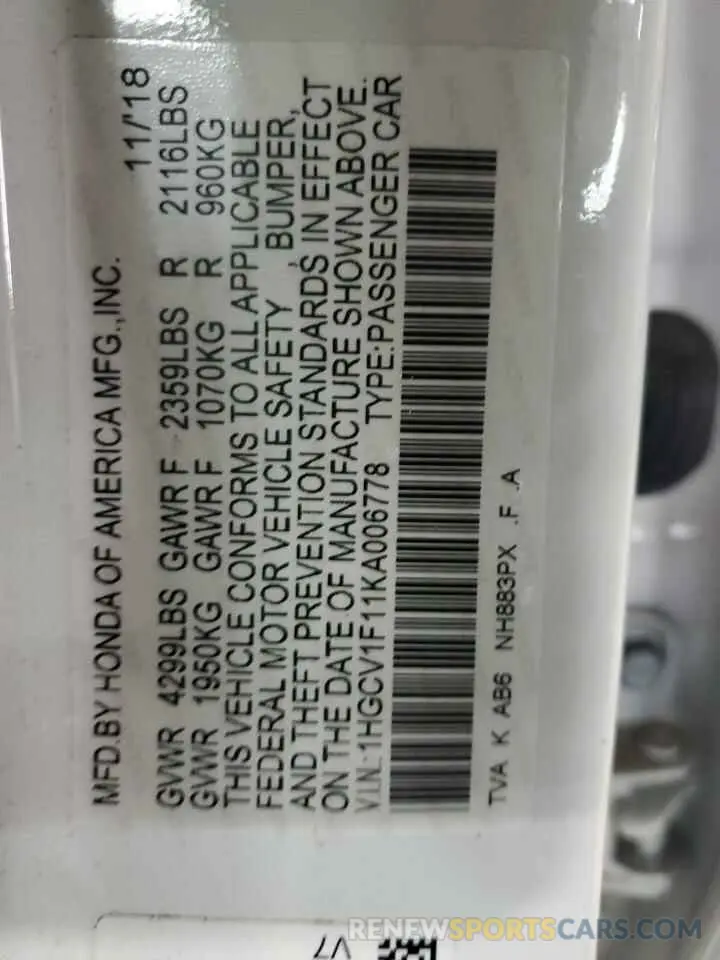 MFD.BY HONDA OF AMERICA MFG.,INC. 11/'18
GVWR 4299LBS GAWR F 2359LBS R 2116LBS
GVWR 1950KG GAWR F 1070KG R 960KG
THIS VEHICLE CONFORMS TO ALL APPLICABLE
FEDERAL MOTOR VEHICLE SAFETY , BUMPER,
AND THEFT PREVENTION STANDARDS IN EFFECT
ON THE DATE OF MANUFACTURE SHOWN ABOVE.
V.I.N.:1HGCV1F11KA006778 TYPE:PASSENGER CAR
TVA K AB6 NH883PX .F .A
V7
RENEWSPORTSCARS.COM